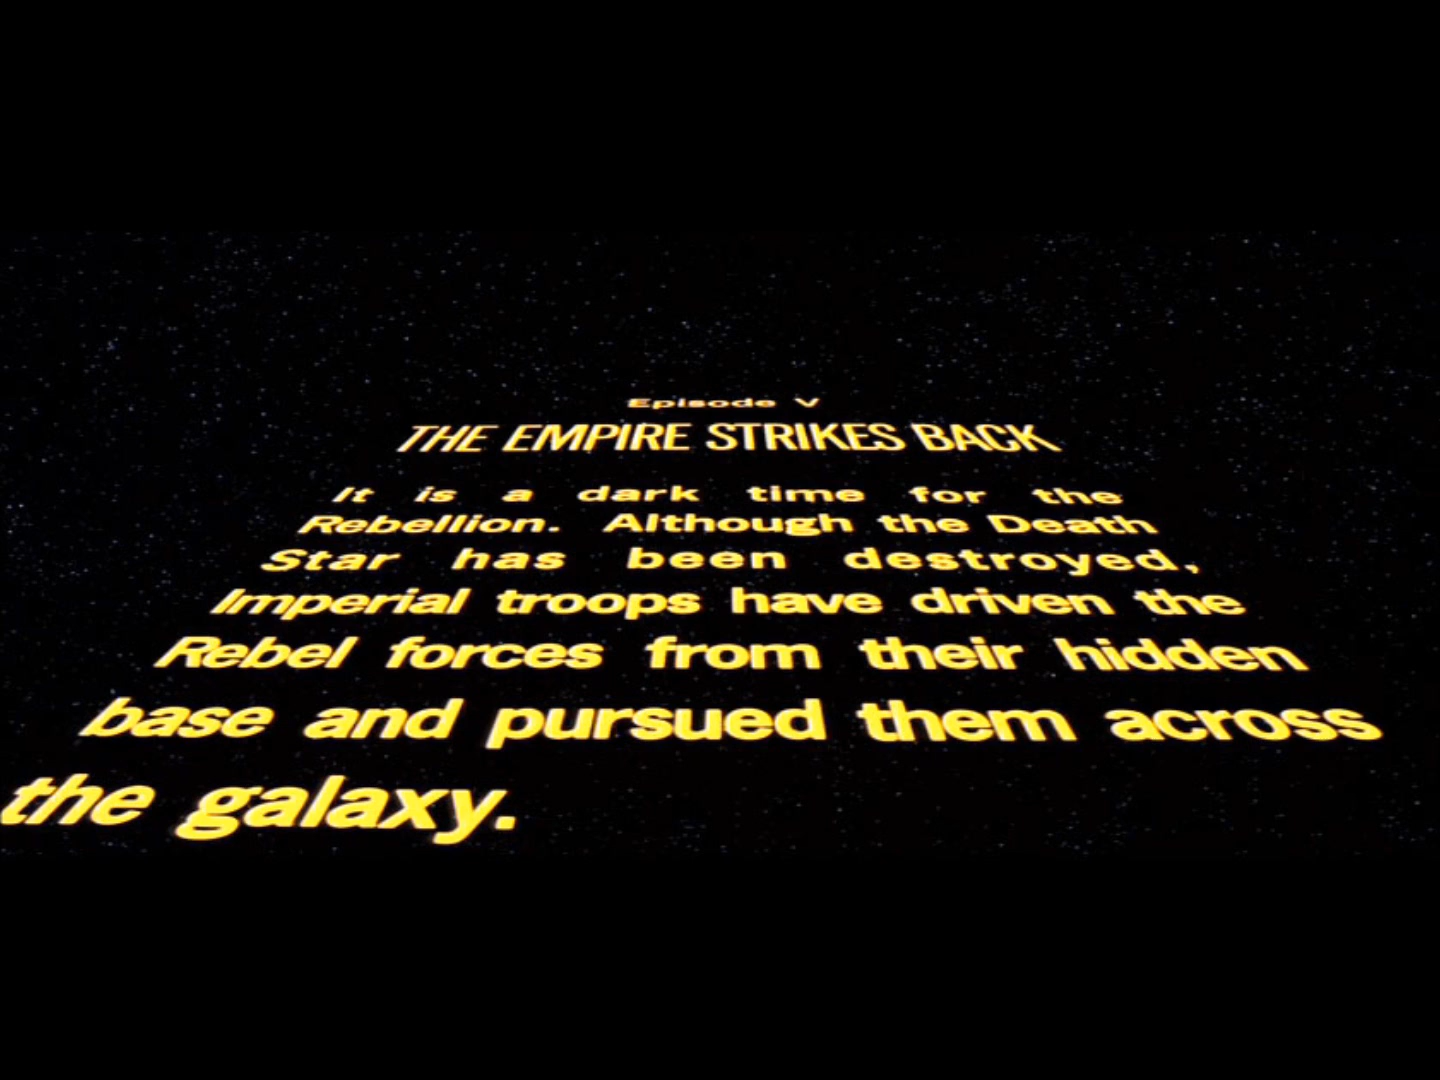 Episode V
THE EMPIRE STRIKES BACK
It is a dark time for the
Rebellion. Although the Death
Star has been destroyed,
Imperial troops have driven the
Rebel forces from their hidden
base and pursued them across
the galaxy.